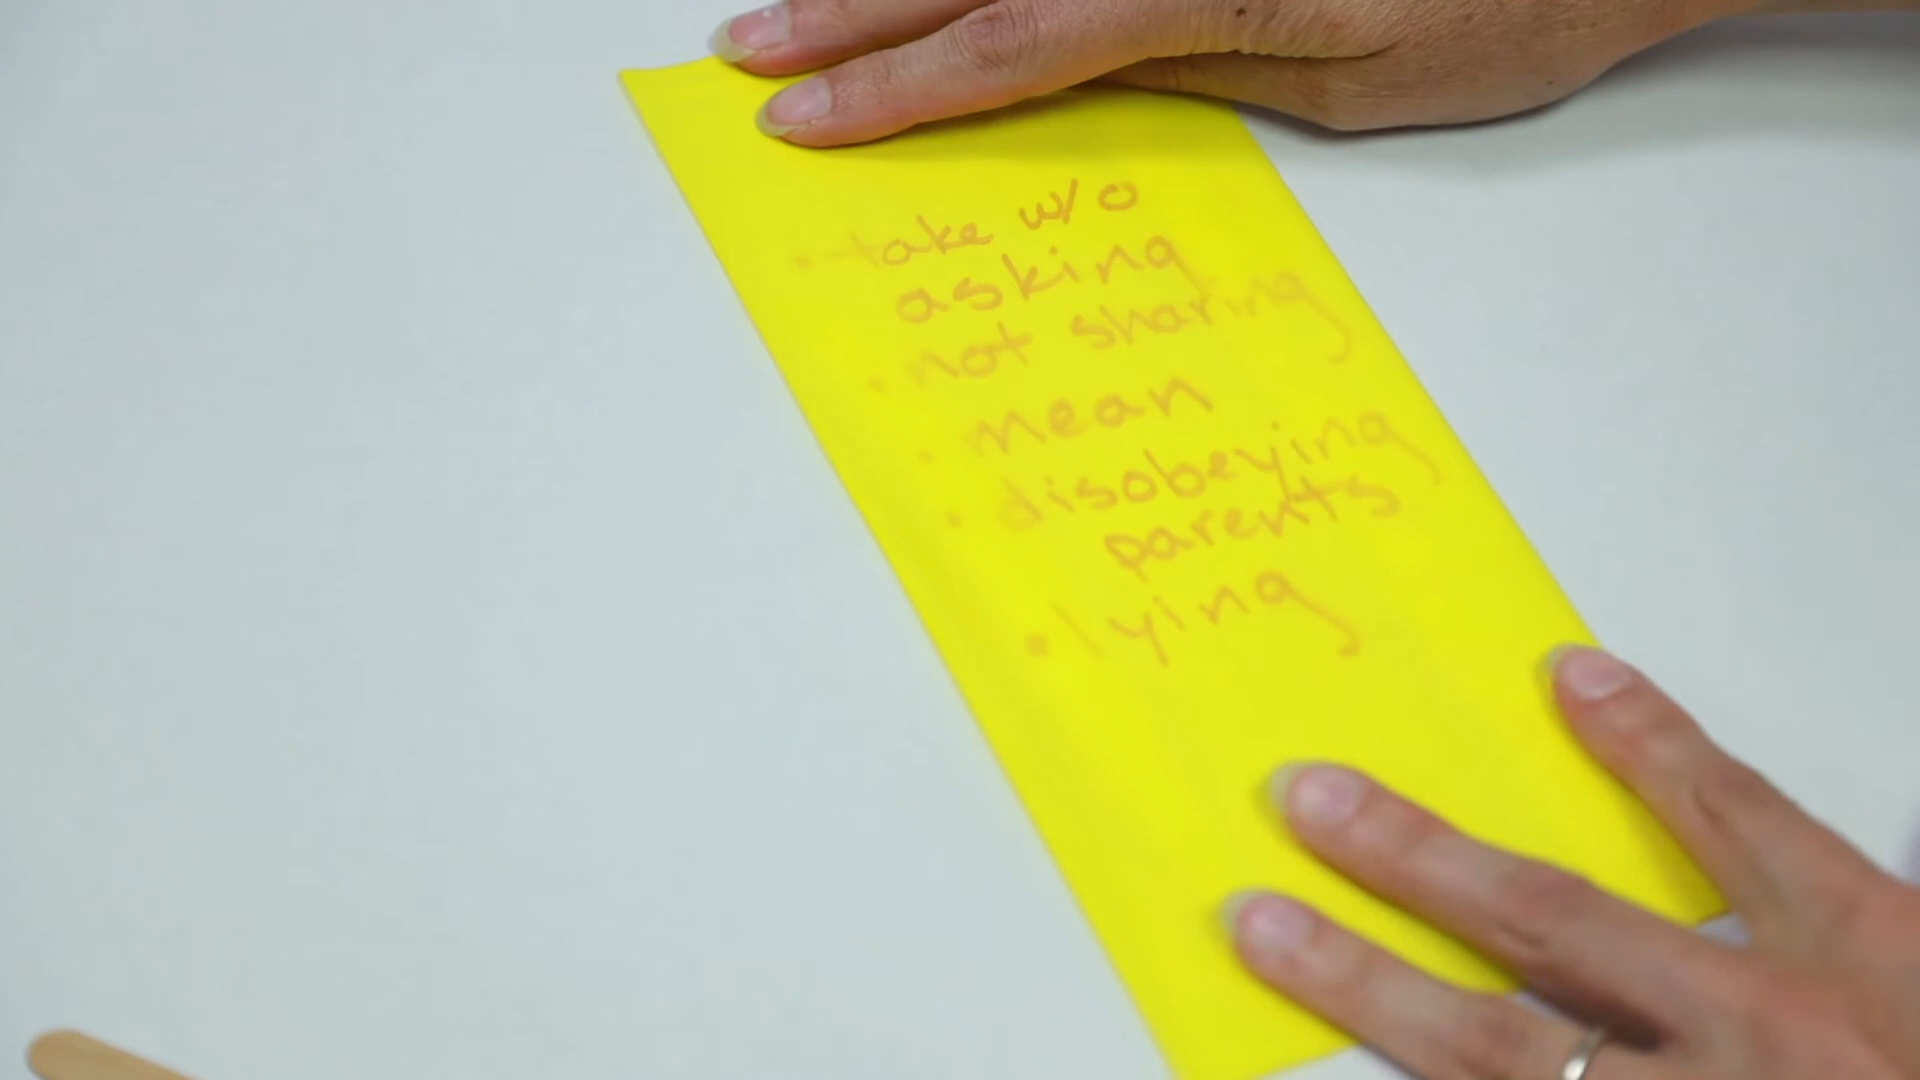 • take w/o
asking
• not sharing
• mean
• disobeying
parents
• lying